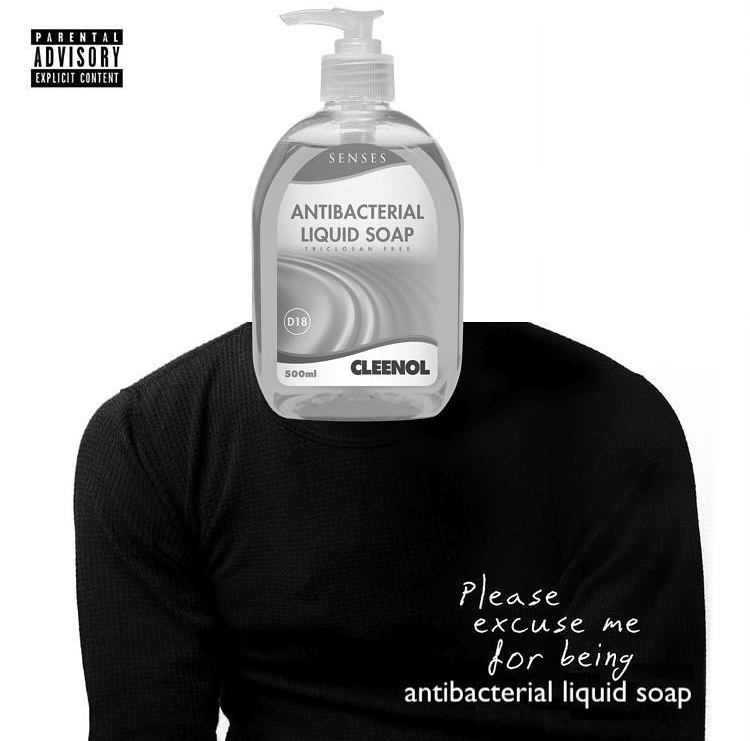 PARENTAL
ADVISORY
EXPLICIT CONTENT
SENSES
ANTIBACTERIAL
LIQUID SOAP
TRICLOSAN FREE
D18
500ml CLEENOL
Please
excuse me
for being
antibacterial liquid soap